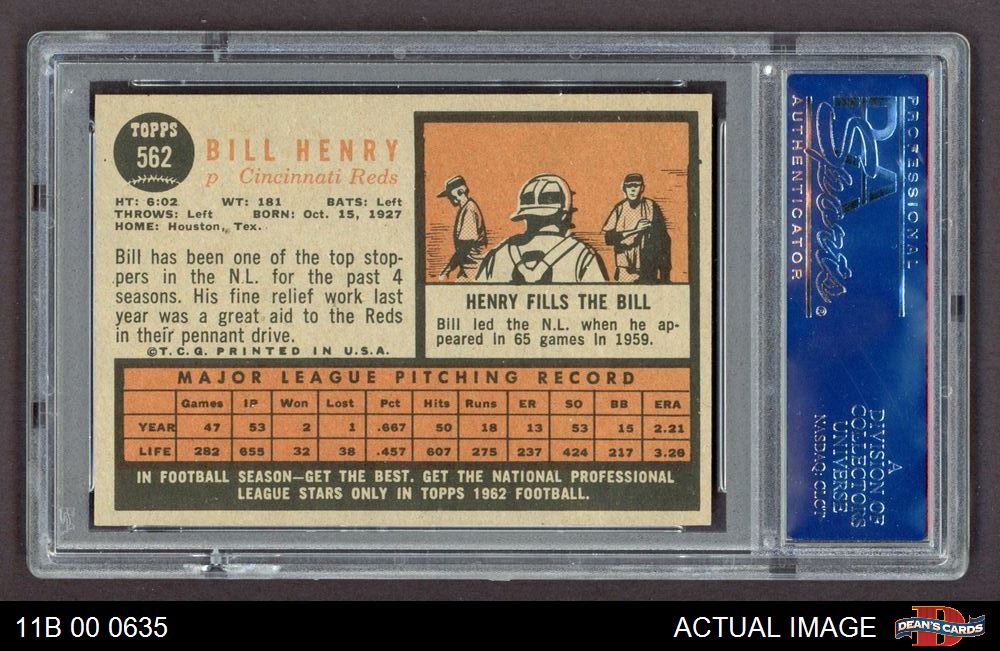 TOPPS
562
BILL HENRY
p Cincinnati Reds
HT: 6:02 WT: 181 BATS: Left
THROWS: Left BORN: Oct. 15, 1927
HOME: Houston, Tex.
Bill has been one of the top stop-
pers in the N.L. for the past 4
seasons. His fine relief work last
year was a great aid to the Reds
in their pennant drive.
©T.C.G. PRINTED IN U.S.A.
HENRY FILLS THE BILL
Bill led the N.L. when he ap-
peared in 65 games in 1959.
MAJOR LEAGUE PITCHING RECORD
Games IP Won Lost Pct Hits Runs ER SO BB ERA
YEAR 47 53 2 1 .667 50 18 13 53 15 2.21
LIFE 282 655 32 38 .457 607 275 237 424 217 3.26
IN FOOTBALL SEASON—GET THE BEST. GET THE NATIONAL PROFESSIONAL
LEAGUE STARS ONLY IN TOPPS 1962 FOOTBALL.
PROFESSIONAL
PSA
Sports
AUTHENTICATOR
®
A
DIVISION OF
COLLECTORS
UNIVERSE
NASDAQ: CLCT
11B 00 0635
ACTUAL IMAGE
D
DEAN'S CARDS